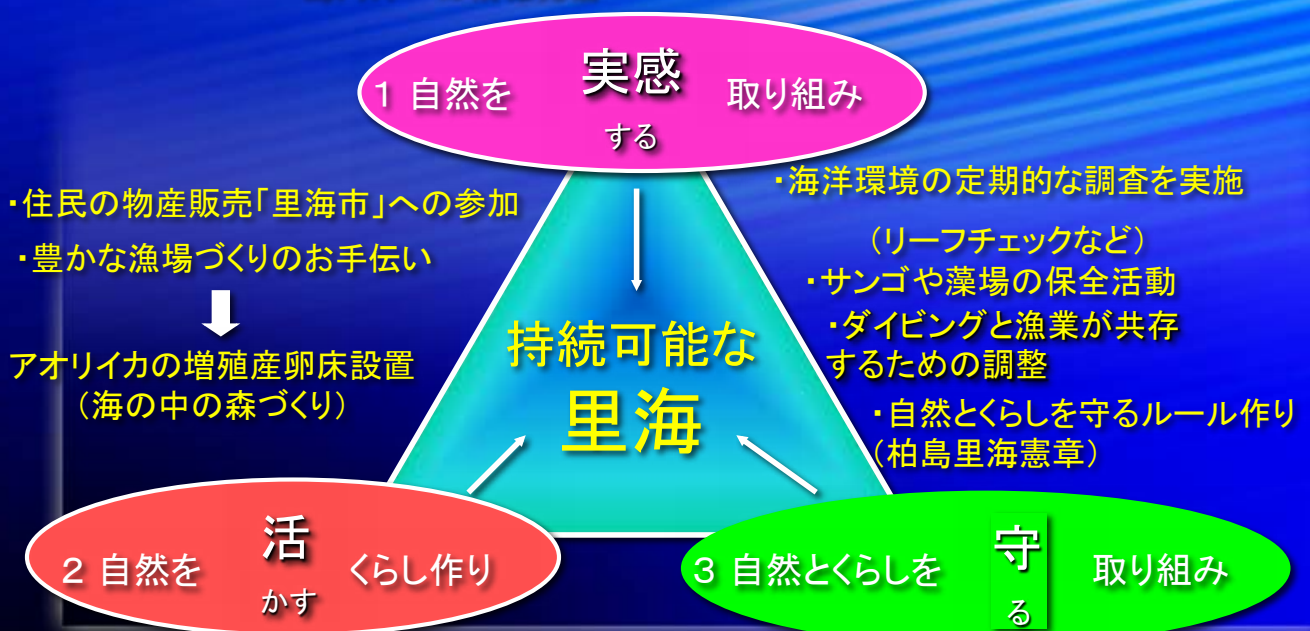 1 自然を 実感する 取り組み
・住民の物産販売「里海市」への参加
・豊かな漁場づくりのお手伝い
アオリイカの増殖産卵床設置
（海の中の森づくり）
・海洋環境の定期的な調査を実施
（リーフチェックなど）
・サンゴや藻場の保全活動
・ダイビングと漁業が共存
するための調整
・自然とくらしを守るルール作り
（柏島里海憲章）
持続可能な
里海
2 自然を 活かす くらし作り
3 自然とくらしを 守る 取り組み